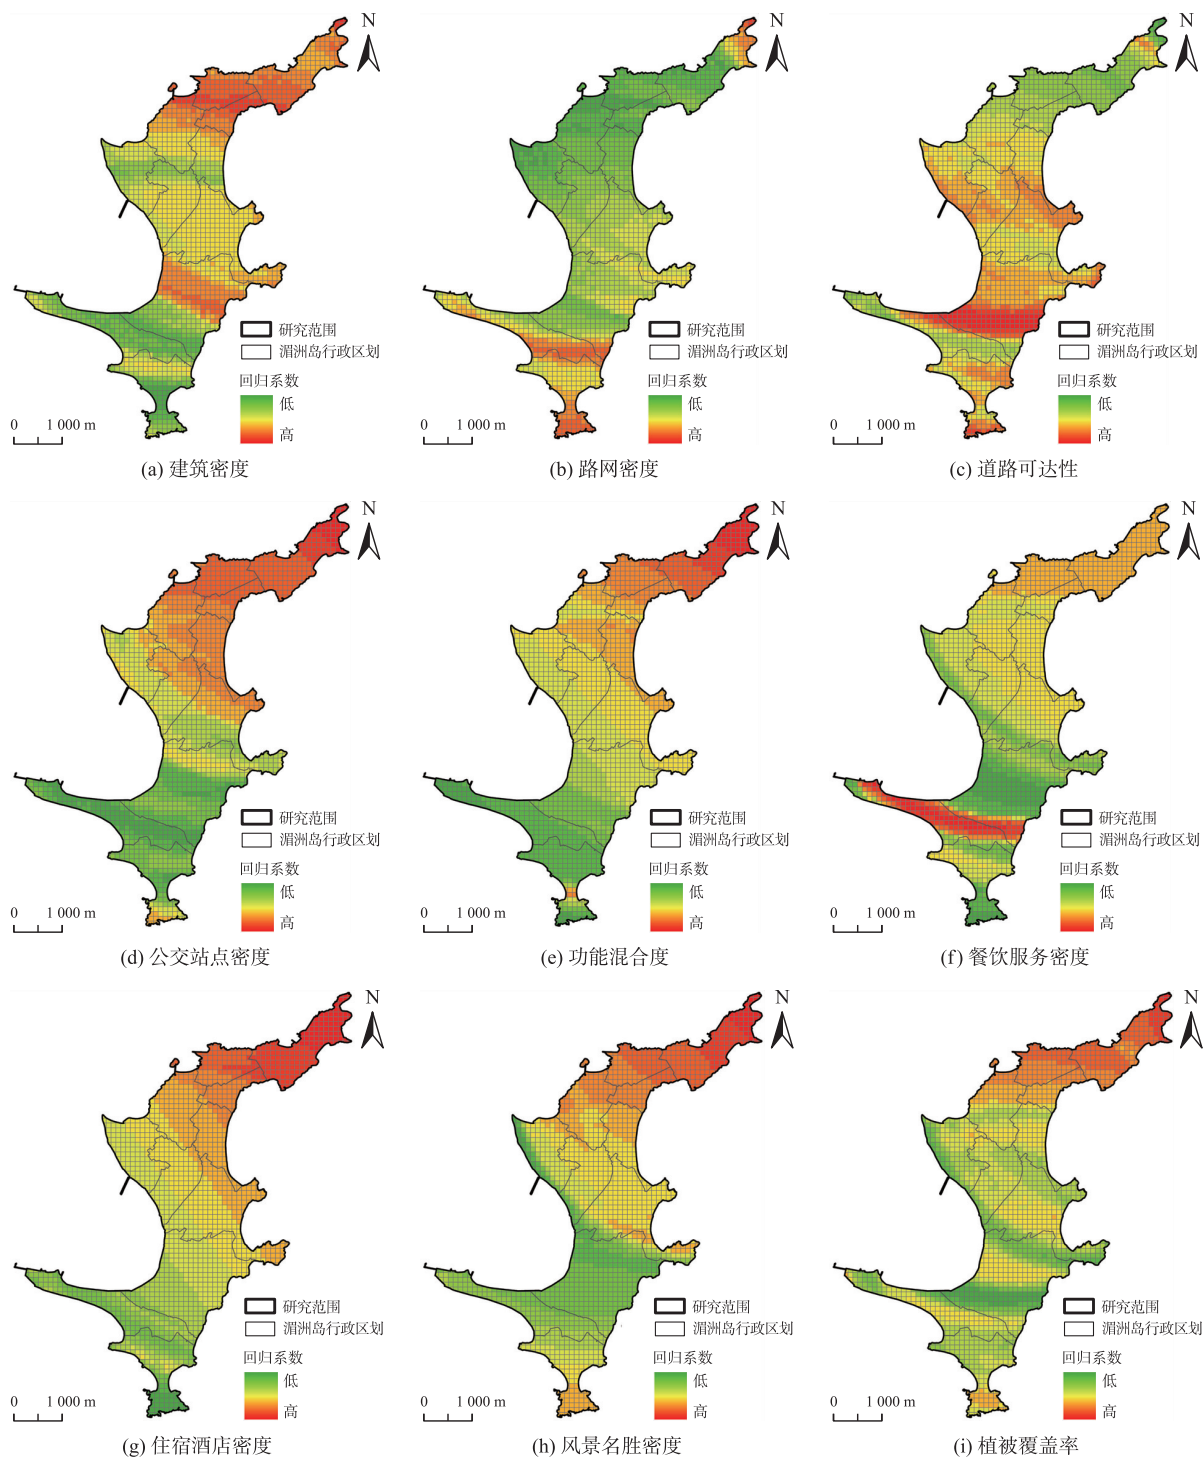 N
研究范围
湄洲岛行政区划
回归系数
低
高
0 1 000 m
(a) 建筑密度
N
研究范围
湄洲岛行政区划
回归系数
低
高
0 1 000 m
(b) 路网密度
N
研究范围
湄洲岛行政区划
回归系数
低
高
0 1 000 m
(c) 道路可达性
N
研究范围
湄洲岛行政区划
回归系数
低
高
0 1 000 m
(d) 公交站点密度
N
研究范围
湄洲岛行政区划
回归系数
低
高
0 1 000 m
(e) 功能混合度
N
研究范围
湄洲岛行政区划
回归系数
低
高
0 1 000 m
(f) 餐饮服务密度
N
研究范围
湄洲岛行政区划
回归系数
低
高
0 1 000 m
(g) 住宿酒店密度
N
研究范围
湄洲岛行政区划
回归系数
低
高
0 1 000 m
(h) 风景名胜密度
N
研究范围
湄洲岛行政区划
回归系数
低
高
0 1 000 m
(i) 植被覆盖率